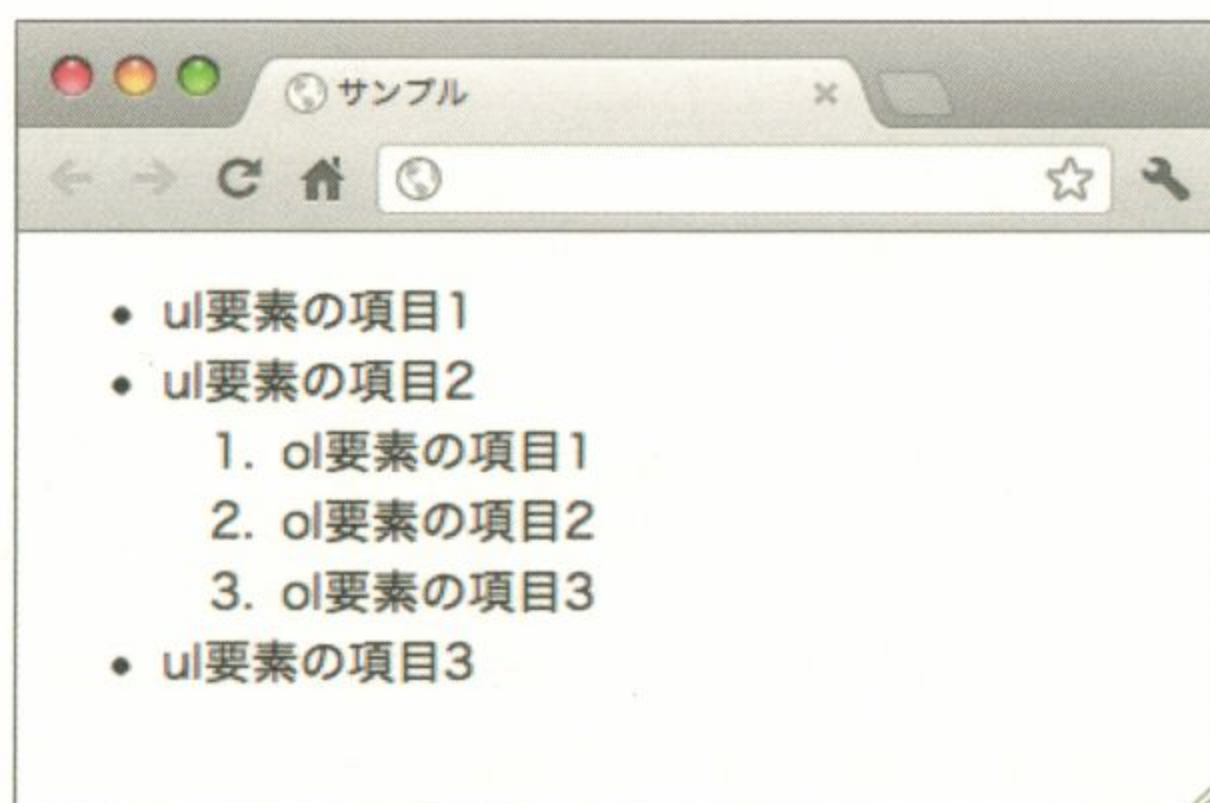 サンプル
• ul要素の項目1
• ul要素の項目2
1. ol要素の項目1
2. ol要素の項目2
3. ol要素の項目3
• ul要素の項目3